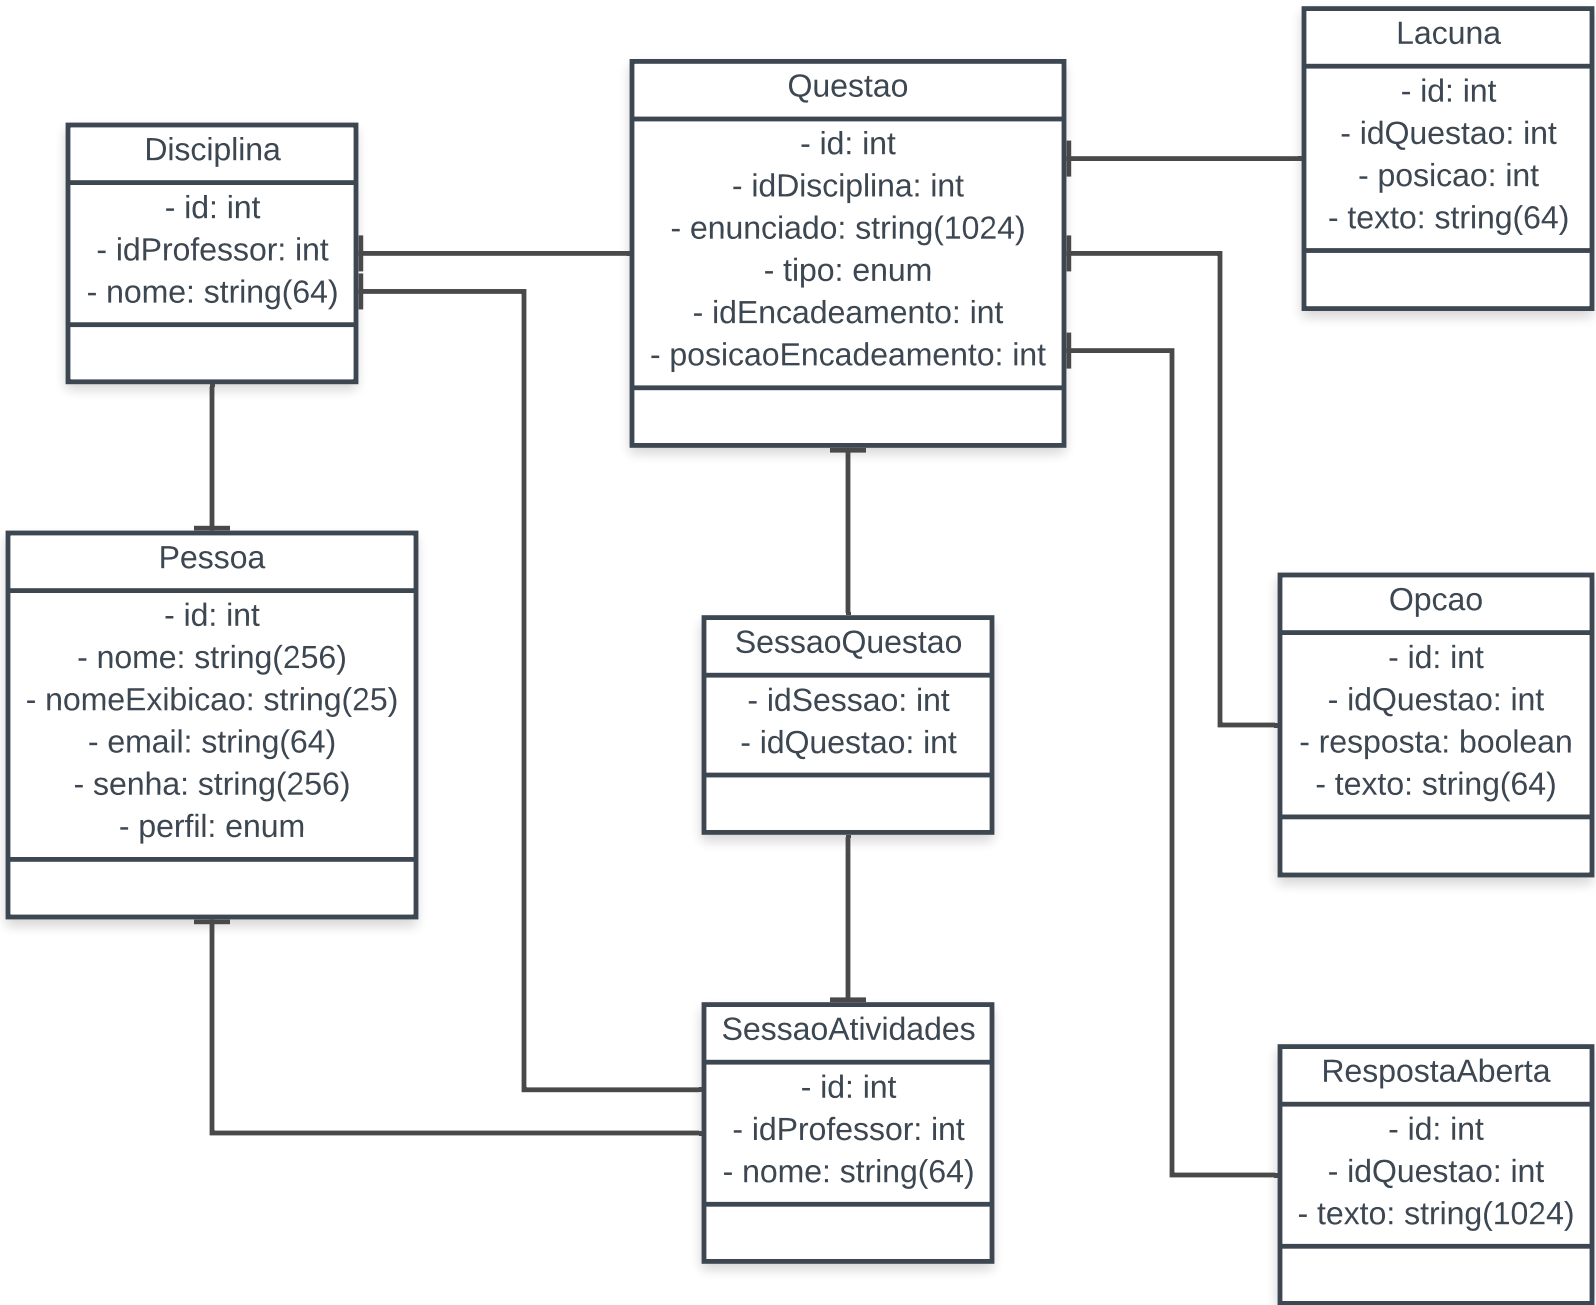 Disciplina
- id: int
- idProfessor: int
- nome: string(64)
Questao
- id: int
- idDisciplina: int
- enunciado: string(1024)
- tipo: enum
- idEncadeamento: int
- posicaoEncadeamento: int
Lacuna
- id: int
- idQuestao: int
- posicao: int
- texto: string(64)
Pessoa
- id: int
- nome: string(256)
- nomeExibicao: string(25)
- email: string(64)
- senha: string(256)
- perfil: enum
SessaoQuestao
- idSessao: int
- idQuestao: int
Opcao
- id: int
- idQuestao: int
- resposta: boolean
- texto: string(64)
SessaoAtividades
- id: int
- idProfessor: int
- nome: string(64)
RespostaAberta
- id: int
- idQuestao: int
- texto: string(1024)